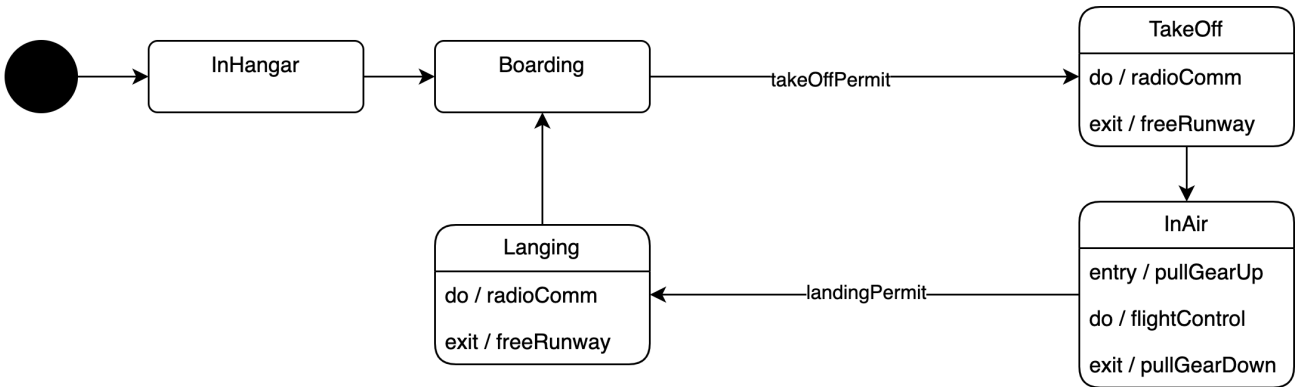 InHangar
Boarding
takeOffPermit
TakeOff
do / radioComm
exit / freeRunway
Langing
do / radioComm
exit / freeRunway
landingPermit
InAir
entry / pullGearUp
do / flightControl
exit / pullGearDown